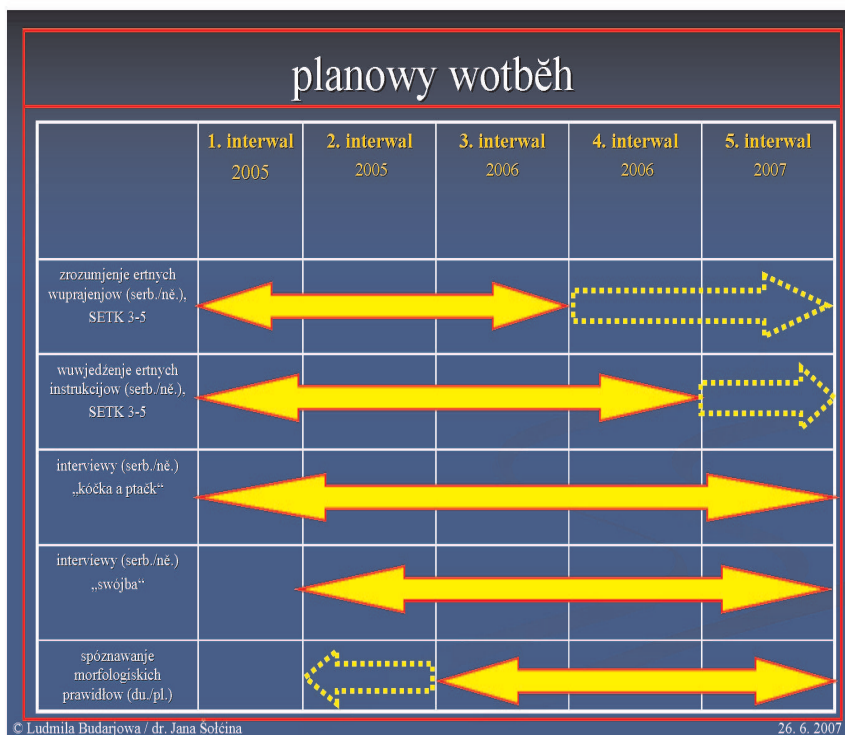 planowy wotběh
1. interwal 2. interwal 3. interwal 4. interwal 5. interwal
2005 2005 2006 2006 2007
zrozumjenje ertnych
wuprajenjow (serb./ně.),
SETK 3-5
wuwjedźenje ertnych
instrukcijow (serb./ně.),
SETK 3-5
interviewy (serb./ně.)
„kóčka a ptačk“
interviewy (serb./ně.)
„swójba“
spóznawanje
morfologiskich
prawidłow (du./pl.)
© Ludmila Budarjowa / dr. Jana Šołćina 26. 6. 2007